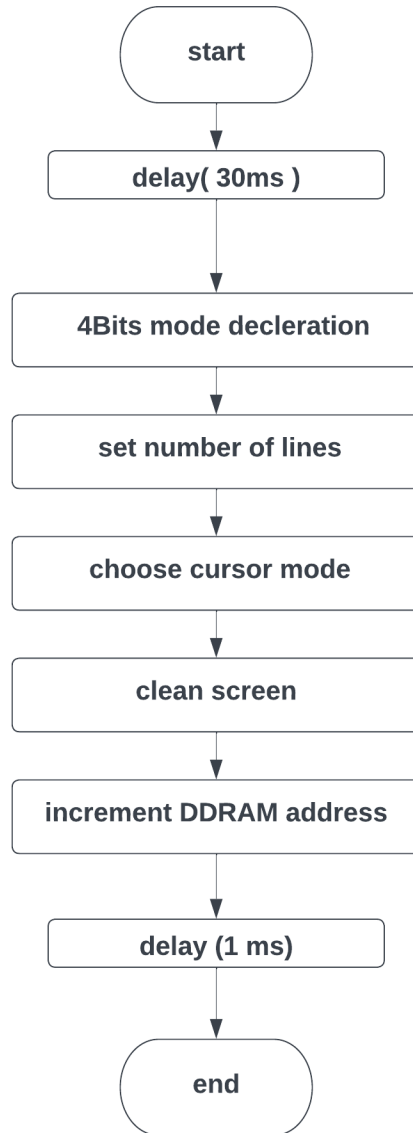 start
delay( 30ms )
4Bits mode decleration
set number of lines
choose cursor mode
clean screen
increment DDRAM address
delay (1 ms)
end